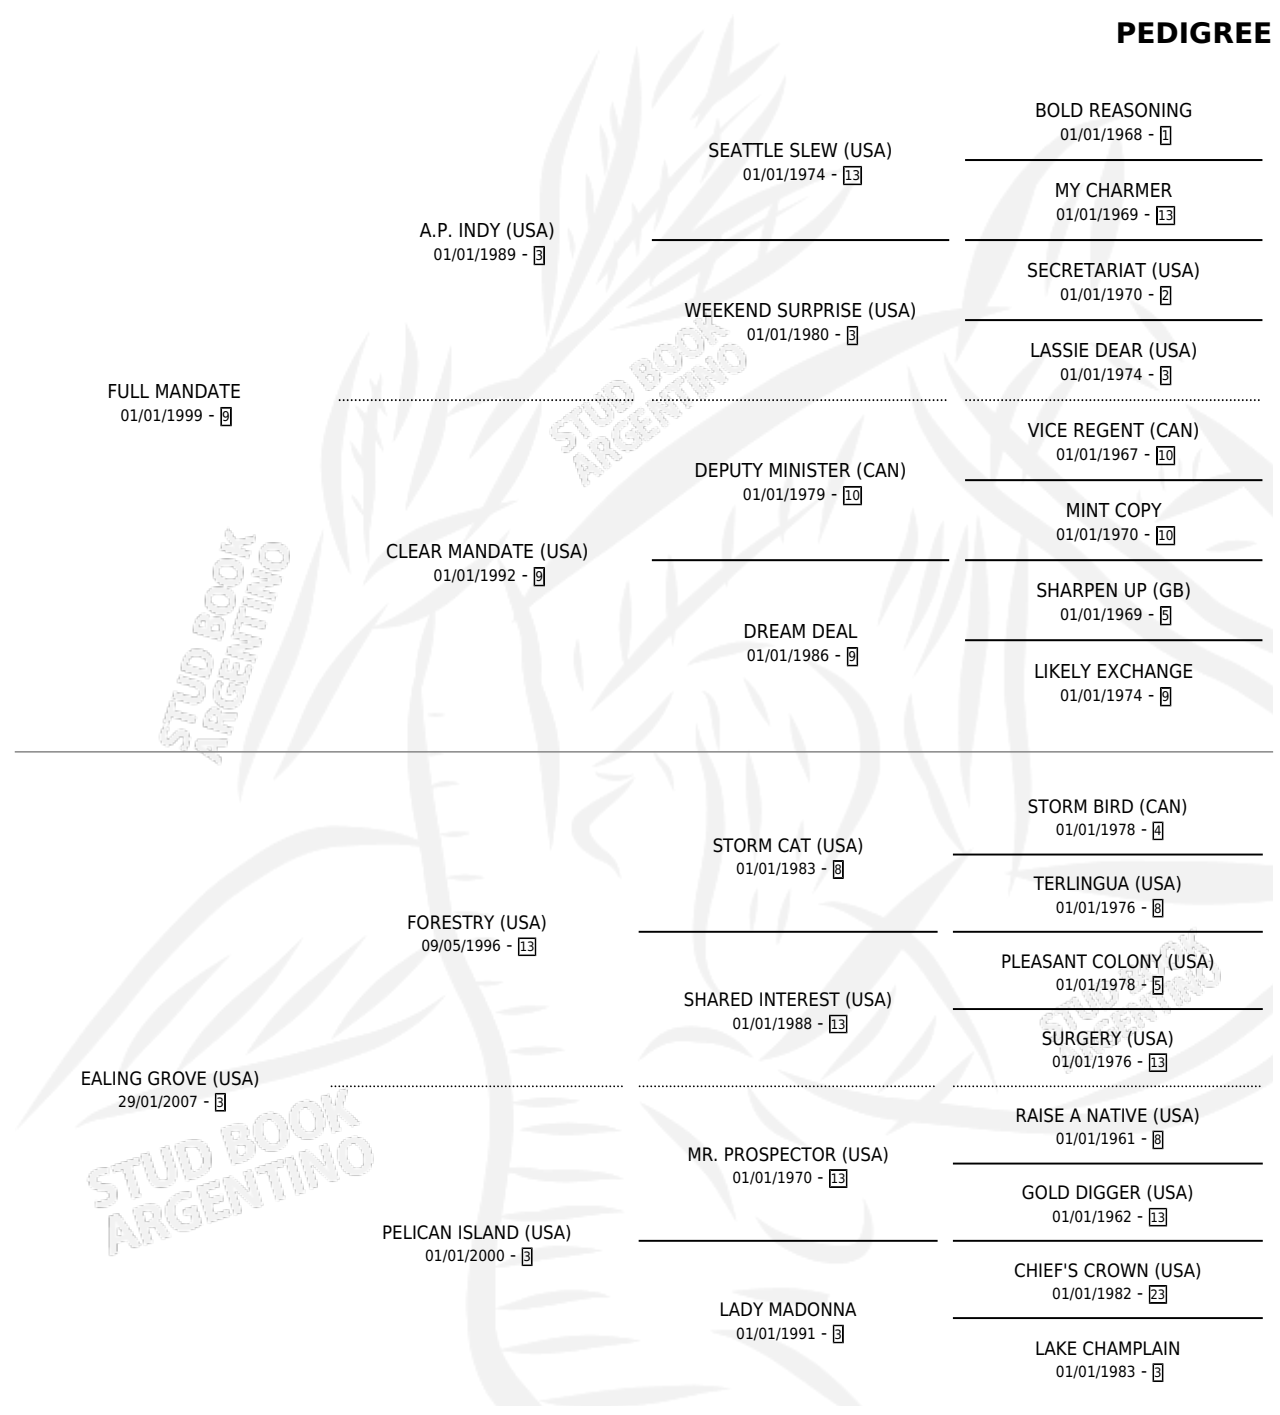 PEDIGREE
BOLD REASONING
01/01/1968 - 1
SEATTLE SLEW (USA)
01/01/1974 - 13
MY CHARMER
01/01/1969 - 13
A.P. INDY (USA)
01/01/1989 - 3
SECRETARIAT (USA)
01/01/1970 - 2
WEEKEND SURPRISE (USA)
01/01/1980 - 3
LASSIE DEAR (USA)
01/01/1974 - 3
FULL MANDATE
01/01/1999 - 9
VICE REGENT (CAN)
01/01/1967 - 10
DEPUTY MINISTER (CAN)
01/01/1979 - 10
MINT COPY
01/01/1970 - 10
CLEAR MANDATE (USA)
01/01/1992 - 9
SHARPEN UP (GB)
01/01/1969 - 5
DREAM DEAL
01/01/1986 - 9
LIKELY EXCHANGE
01/01/1974 - 9
STORM BIRD (CAN)
01/01/1978 - 4
STORM CAT (USA)
01/01/1983 - 8
TERLINGUA (USA)
01/01/1976 - 8
FORESTRY (USA)
09/05/1996 - 13
PLEASANT COLONY (USA)
01/01/1978 - 5
SHARED INTEREST (USA)
01/01/1988 - 13
SURGERY (USA)
01/01/1976 - 13
EALING GROVE (USA)
29/01/2007 - 3
RAISE A NATIVE (USA)
01/01/1961 - 8
MR. PROSPECTOR (USA)
01/01/1970 - 13
GOLD DIGGER (USA)
01/01/1962 - 13
PELICAN ISLAND (USA)
01/01/2000 - 3
CHIEF'S CROWN (USA)
01/01/1982 - 23
LADY MADONNA
01/01/1991 - 3
LAKE CHAMPLAIN
01/01/1983 - 3
STUD BOOK
ARGENTINO
STUD BOOK
ARGENTINO
STUD BOOK
ARGENTINO
STUD BOOK
ARGENTINO